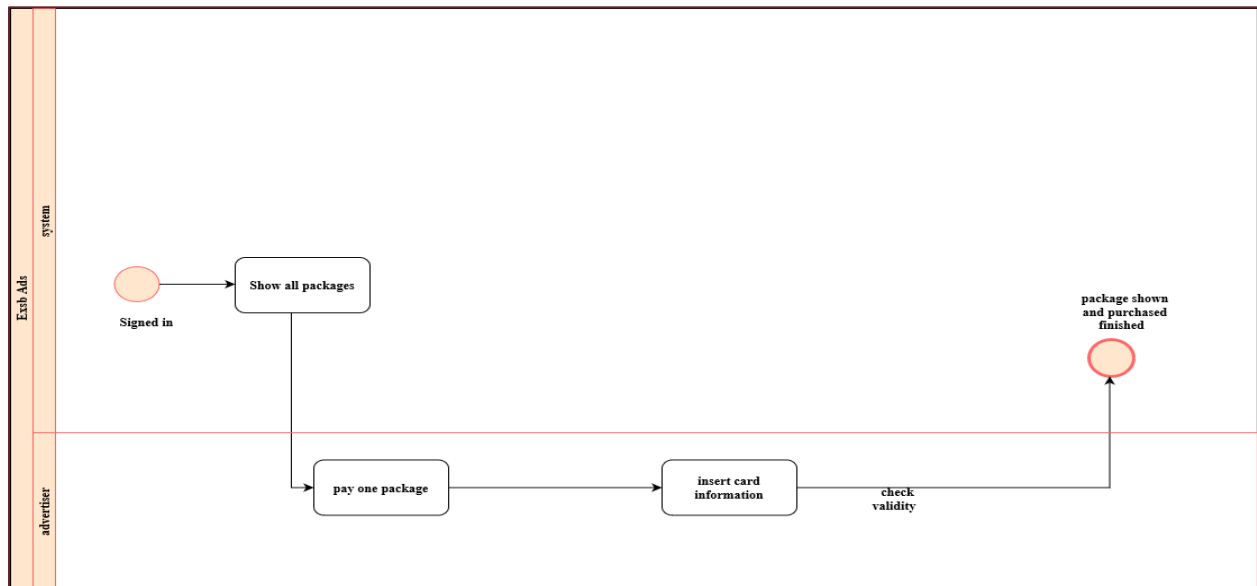 Exsb Ads
system
advertiser
Signed in
Show all packages
package shown
and purchased
finished
pay one package
insert card
information
check
validity